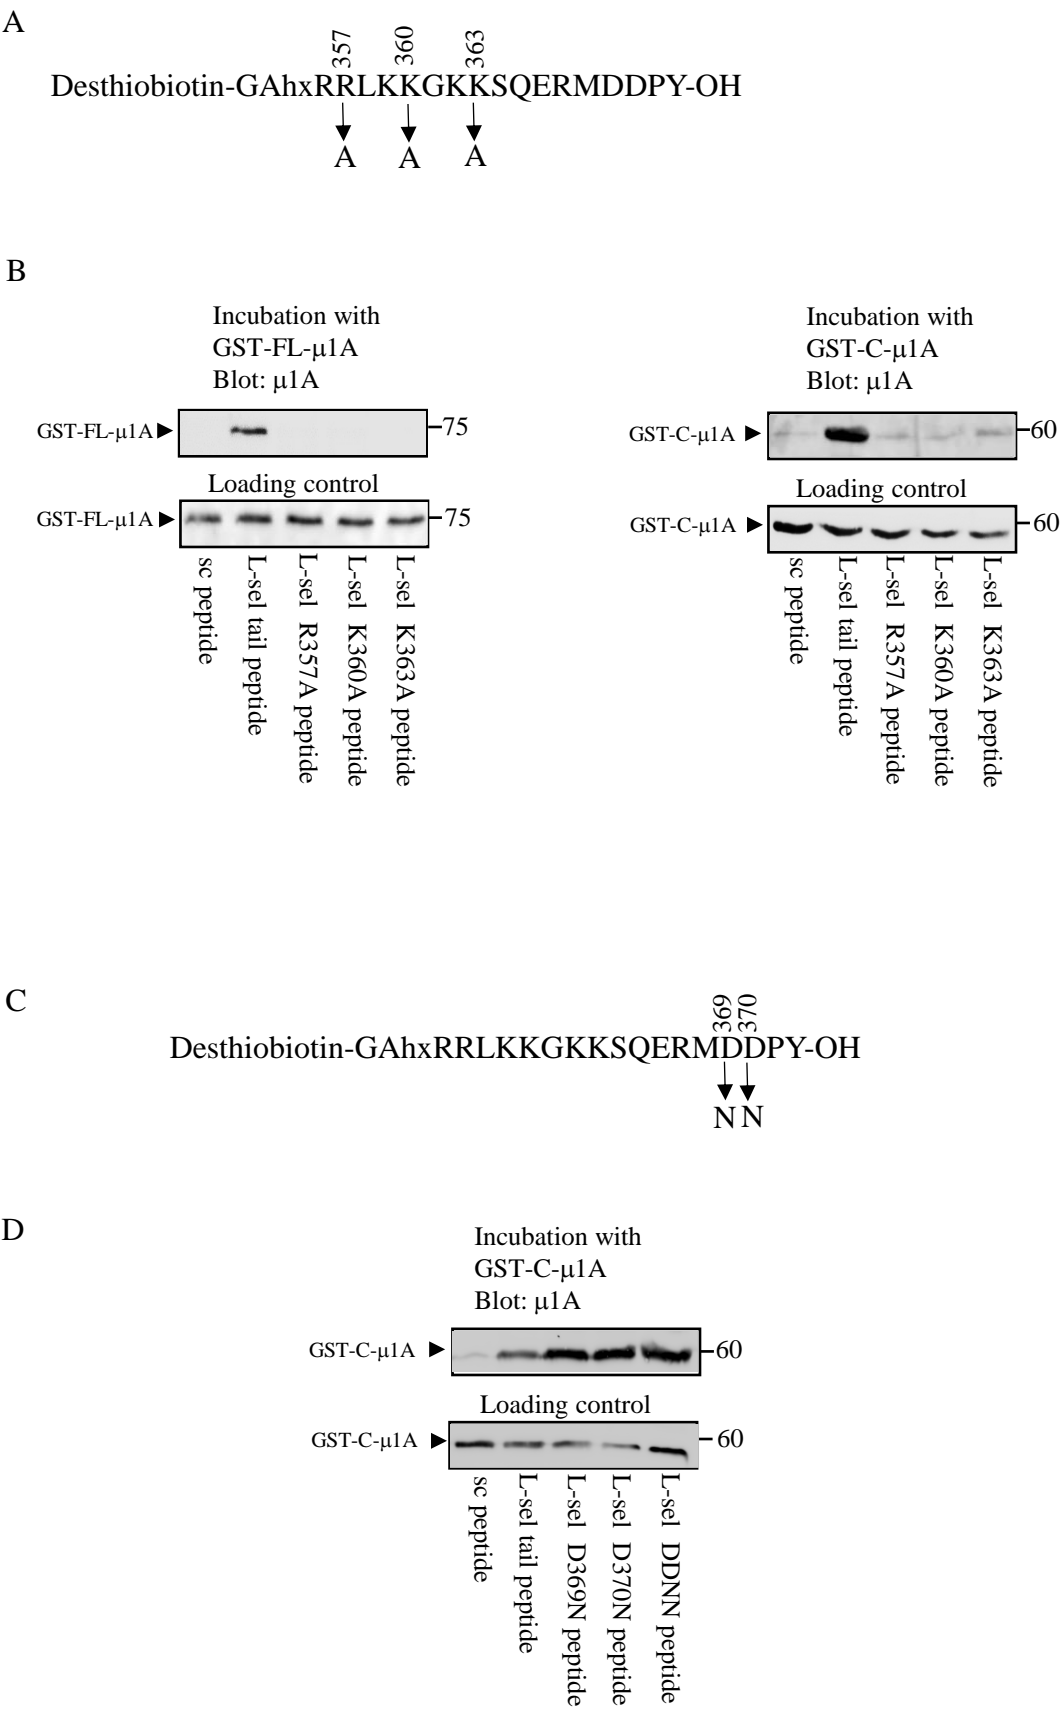 A
357 360 363
Desthiobiotin-GAhxRRLKKGKKSQERMDDPY-OH
A A A
B
Incubation with
GST-FL-μ1A
Blot: μ1A
GST-FL-μ1A
75
Loading control
GST-FL-μ1A
75
sc peptide
L-sel tail peptide
L-sel R357A peptide
L-sel K360A peptide
L-sel K363A peptide
Incubation with
GST-C-μ1A
Blot: μ1A
GST-C-μ1A
60
Loading control
GST-C-μ1A
60
sc peptide
L-sel tail peptide
L-sel R357A peptide
L-sel K360A peptide
L-sel K363A peptide
C
369 370
Desthiobiotin-GAhxRRLKKGKKSQERMDDPY-OH
N N
D
Incubation with
GST-C-μ1A
Blot: μ1A
GST-C-μ1A
60
Loading control
GST-C-μ1A
60
sc peptide
L-sel tail peptide
L-sel D369N peptide
L-sel D370N peptide
L-sel DDNN peptide